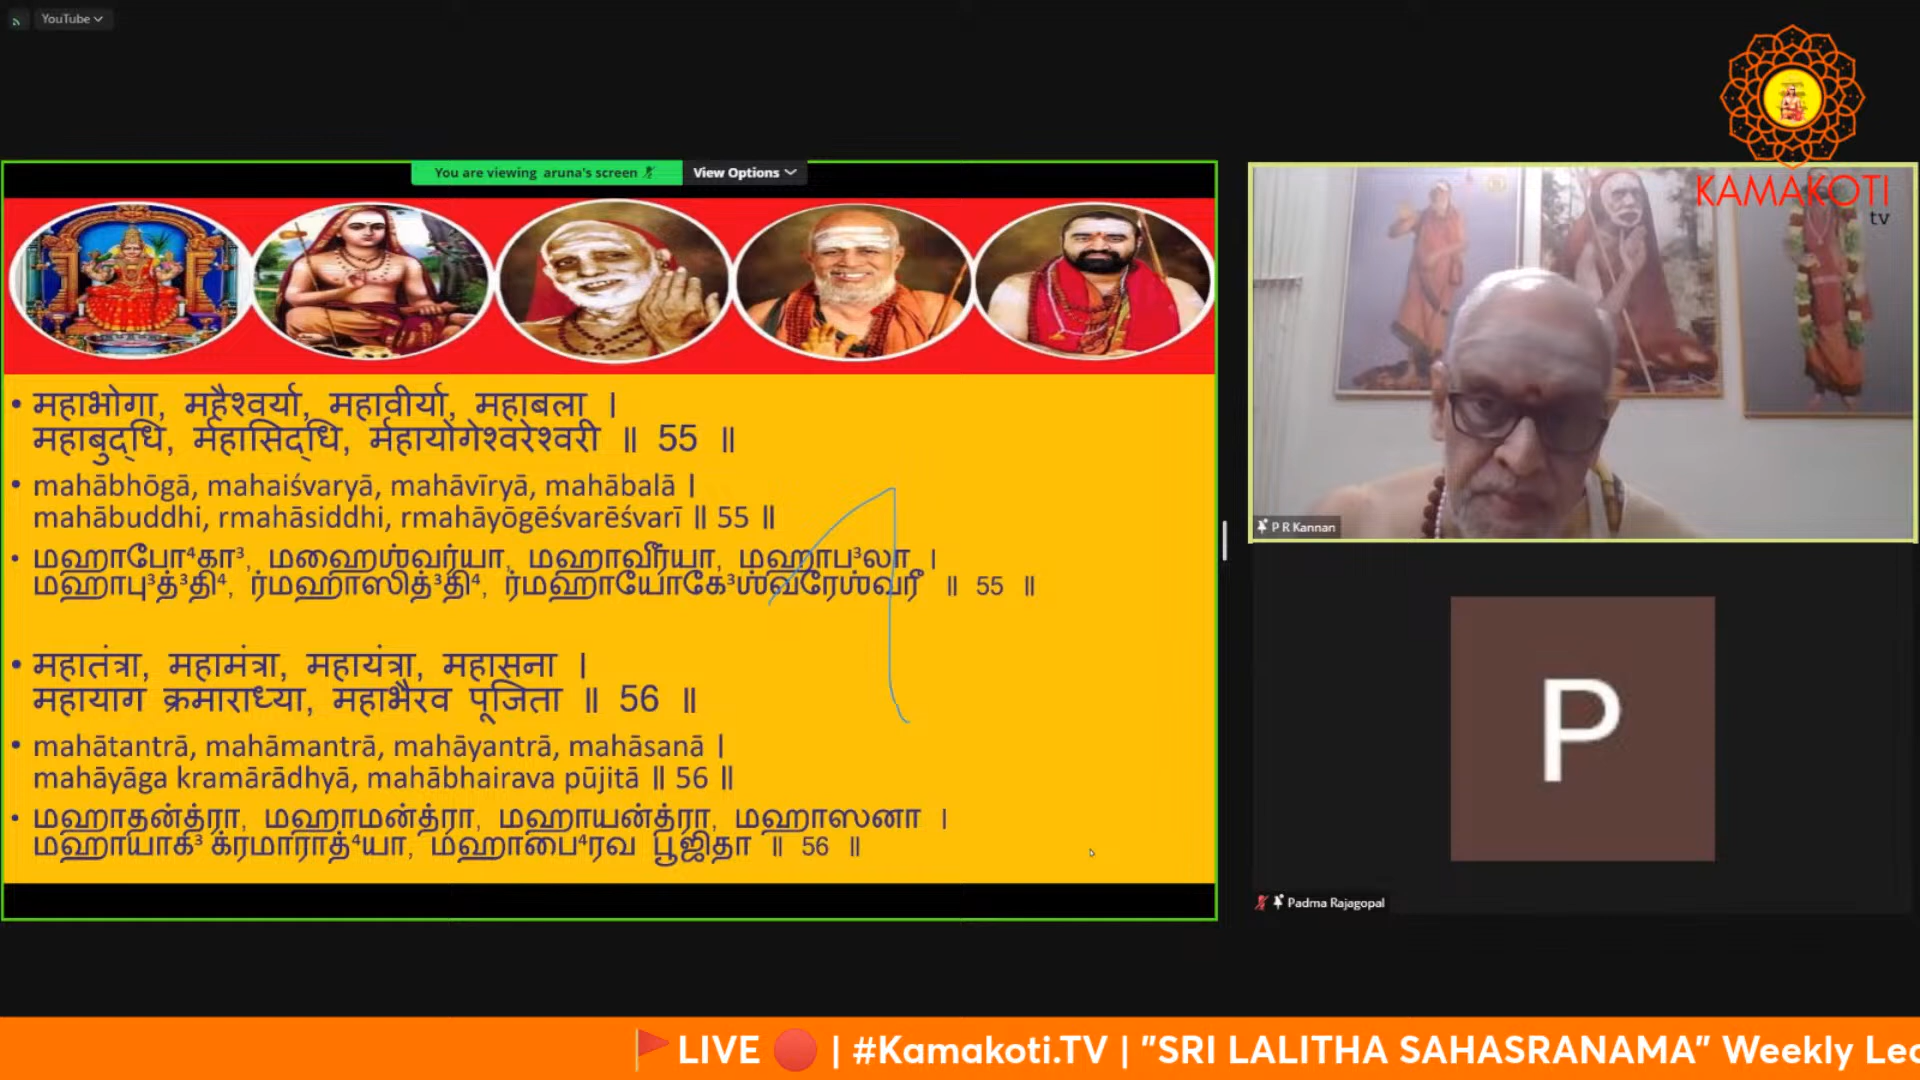 YouTube
You are viewing aruna's screen
View Options
KAMAKOTI
tv
• महाभोगा, महैश्वर्या, महावीर्या, महाबला |
महाबुद्धि, र्महासिद्धि, र्महायोगेश्वरेश्वरी ॥ 55 ॥
• mahābhōgā, mahaiśvaryā, mahāvīryā, mahābalā |
mahābuddhi, rmahāsiddhi, rmahāyōgēśvarēśvarī ॥ 55 ॥
• மஹாபோ⁴கா³, மஹைஶ்வர்யா, மஹாவீர்யா, மஹாப³லா |
மஹாபு³த்³தி⁴, ர்மஹாஸித்³தி⁴, ர்மஹாயோகே³ஶ்வரேஶ்வரீ ॥ 55 ॥
• महातंत्रा, महामंत्रा, महायंत्रा, महासना |
महायाग क्रमाराध्या, महाभैरव पूजिता ॥ 56 ॥
• mahātantrā, mahāmantrā, mahāyantrā, mahāsanā |
mahāyāga kramārādhyā, mahābhairava pūjitā ॥ 56 ॥
• மஹாதன்த்ரா, மஹாமன்த்ரா, மஹாயன்த்ரா, மஹாஸனா |
மஹாயாக³ க்ரமாராத்⁴யா, மஹாபை⁴ரவ பூஜிதா ॥ 56 ॥
P R Kannan
P
Padma Rajagopal
LIVE | #Kamakoti.TV | "SRI LALITHA SAHASRANAMA" Weekly Lec